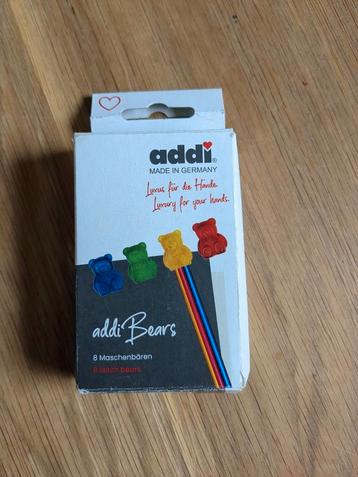 addi®
MADE IN GERMANY
Luxus für die Hände.
Luxury for your hands.
addiBears
8 Maschenbären
8 stitch bears